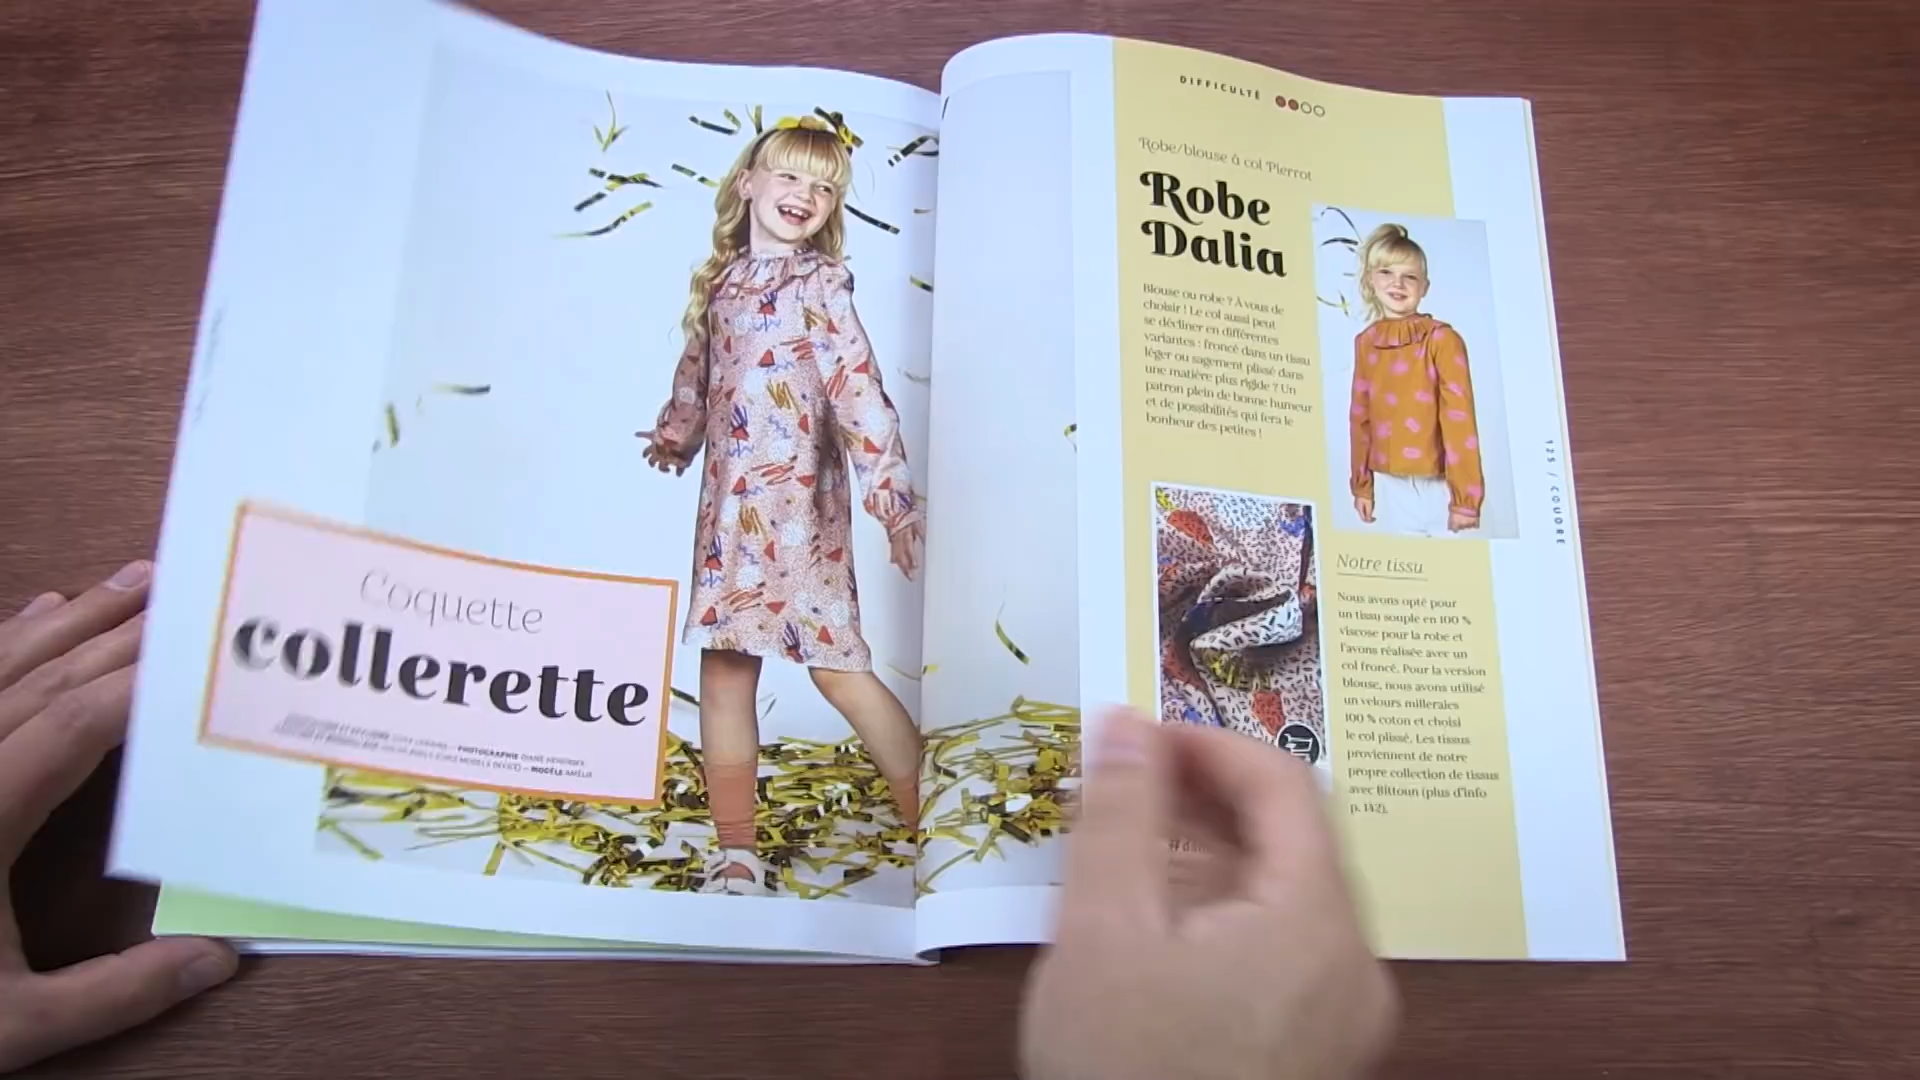 Coquette
collerette
PHOTOGRAPHIE DIANE HENDRIKX
MODÈLE AMÉLIE
DIFFICULTÉ
Robe/blouse à col Pierrot
Robe
Dalia
Blouse ou robe ? À vous de
choisir ! Le col aussi peut
se décliner en différentes
variantes : froncé dans un tissu
léger ou sagement plissé dans
une matière plus rigide ? Un
patron plein de bonne humeur
et de possibilités qui fera le
bonheur des petites !
Notre tissu
Nous avons opté pour
un tissu souple en 100 %
viscose pour la robe et
l'avons réalisée avec un
col froncé. Pour la version
blouse, nous avons utilisé
un velours milleraies
100 % coton et choisi
le col plissé. Les tissus
proviennent de notre
propre collection de tissus
avec Bittoun (plus d'info
p. 142).
125 / COUDRE